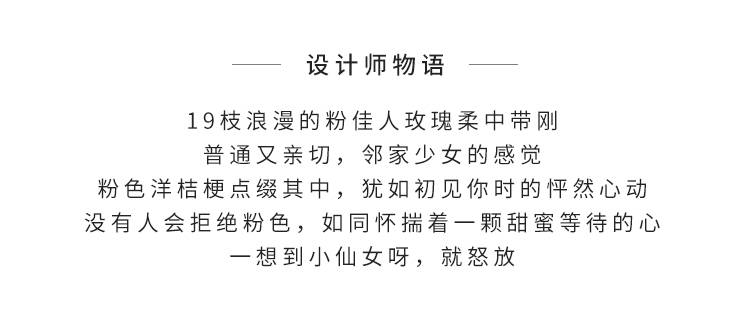 设计师物语
19枝浪漫的粉佳人玫瑰柔中带刚
普通又亲切，邻家少女的感觉
粉色洋桔梗点缀其中，犹如初见你时的怦然心动
没有人会拒绝粉色，如同怀揣着一颗甜蜜等待的心
一想到小仙女呀，就怒放